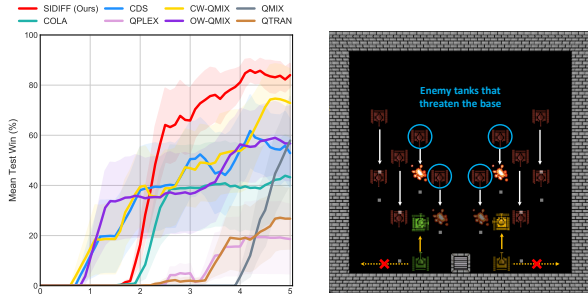 SIDIFF (Ours) CDS CW-QMIX QMIX
COLA QPLEX OW-QMIX QTRAN
Mean Test Win (%)
100
80
60
40
20
0
0 1 2 3 4 5
Enemy tanks that
threaten the base